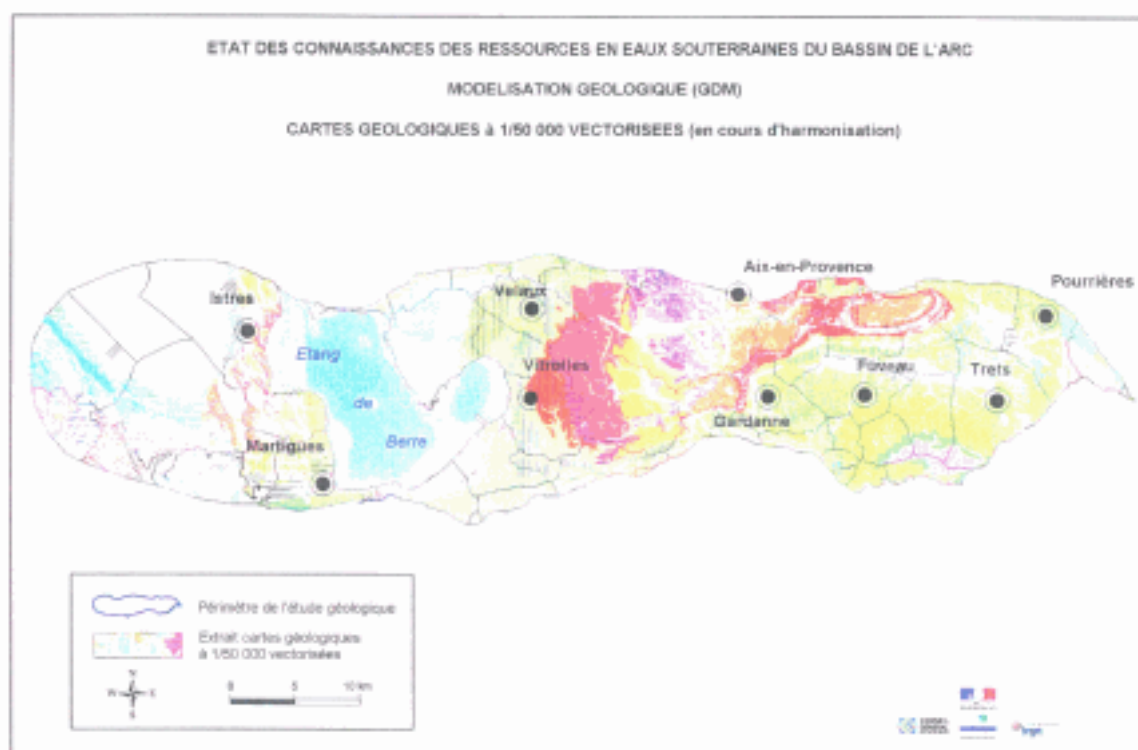 ETAT DES CONNAISSANCES DES RESSOURCES EN EAUX SOUTERRAINES DU BASSIN DE L'ARC
MODELISATION GEOLOGIQUE (GDM)
CARTES GEOLOGIQUES à 1/50 000 VECTORISEES (en cours d'harmonisation)
Aix-en-Provence
Pourrières
Istres
Velaux
Etang
Vitrolles
Fuveau
Trets
de
Gardanne
Martigues
Berre
Périmètre de l'étude géologique
Extrait cartes géologiques
à 1/50 000 vectorisées
N
W E
S
0 5 10 km